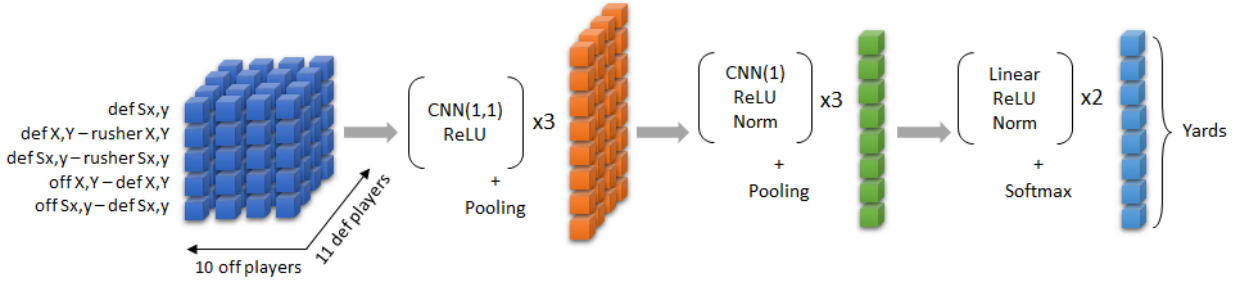 def Sx,y
def X,Y – rusher X,Y
def Sx,y – rusher Sx,y
off X,Y – def X,Y
off Sx,y – def Sx,y
10 off players
11 def players
CNN(1,1)
ReLU
x3
+
Pooling
CNN(1)
ReLU
Norm
x3
+
Pooling
Linear
ReLU
Norm
x2
+
Softmax
Yards